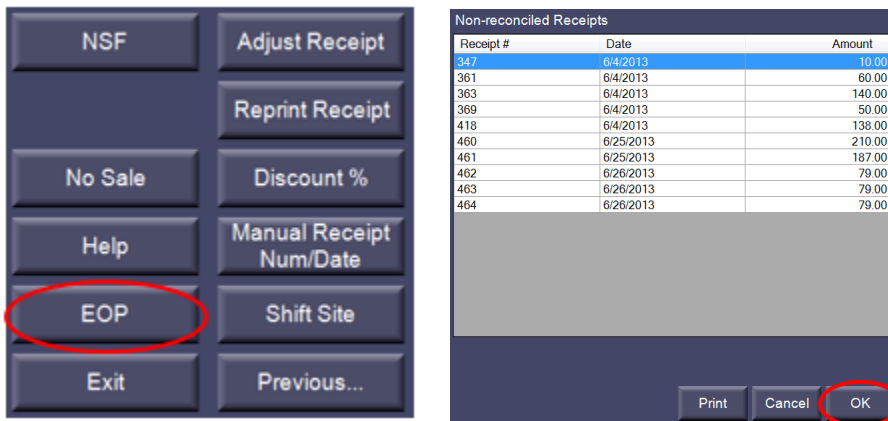 NSF
Adjust Receipt
Reprint Receipt
No Sale
Discount %
Help
Manual Receipt
Num/Date
EOP
Shift Site
Exit
Previous...
Non-reconciled Receipts
Receipt # Date Amount
347 6/4/2013 10.00
361 6/4/2013 60.00
363 6/4/2013 140.00
369 6/4/2013 50.00
418 6/4/2013 138.00
460 6/25/2013 210.00
461 6/25/2013 187.00
462 6/26/2013 79.00
463 6/26/2013 79.00
464 6/26/2013 79.00
Print Cancel OK